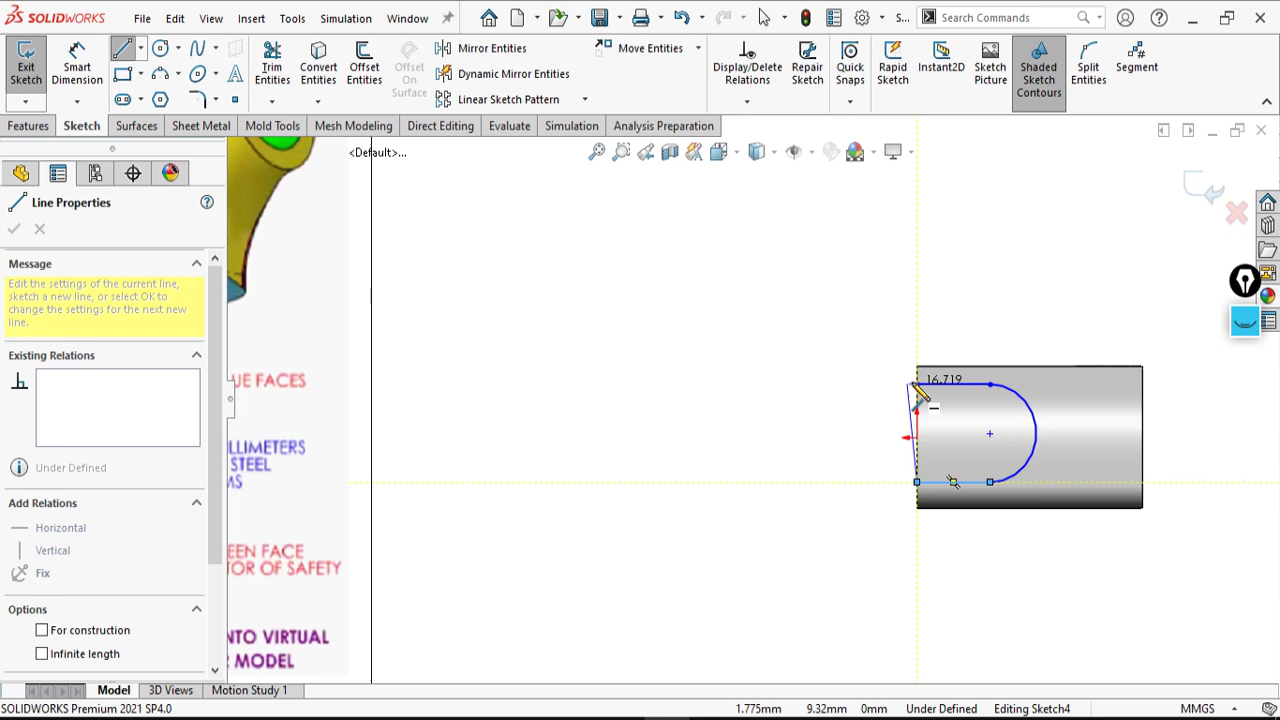 SOLIDWORKS
File
Edit
View
Insert
Tools
Simulation
Window
S...
Search Commands
Exit
Sketch
Smart
Dimension
Trim
Entities
Convert
Entities
Offset
Entities
Offset
On
Surface
Mirror Entities
Dynamic Mirror Entities
Linear Sketch Pattern
Move Entities
Display/Delete
Relations
Repair
Sketch
Quick
Snaps
Rapid
Sketch
Instant2D
Sketch
Picture
Shaded
Sketch
Contours
Split
Entities
Segment
Features
Sketch
Surfaces
Sheet Metal
Mold Tools
Mesh Modeling
Direct Editing
Evaluate
Simulation
Analysis Preparation
<Default>...
Line Properties
Message
Edit the settings of the current line,
sketch a new line, or select OK to
change the settings for the next new
line.
Existing Relations
Under Defined
Add Relations
Horizontal
Vertical
Fix
Options
For construction
Infinite length
UE FACES
LLIMETERS
STEEL
MS
EEN FACE
TOR OF SAFETY
NTO VIRTUAL
R MODEL
16.719
Model
3D Views
Motion Study 1
SOLIDWORKS Premium 2021 SP4.0
1.775mm
9.32mm
0mm
Under Defined
Editing Sketch4
MMGS